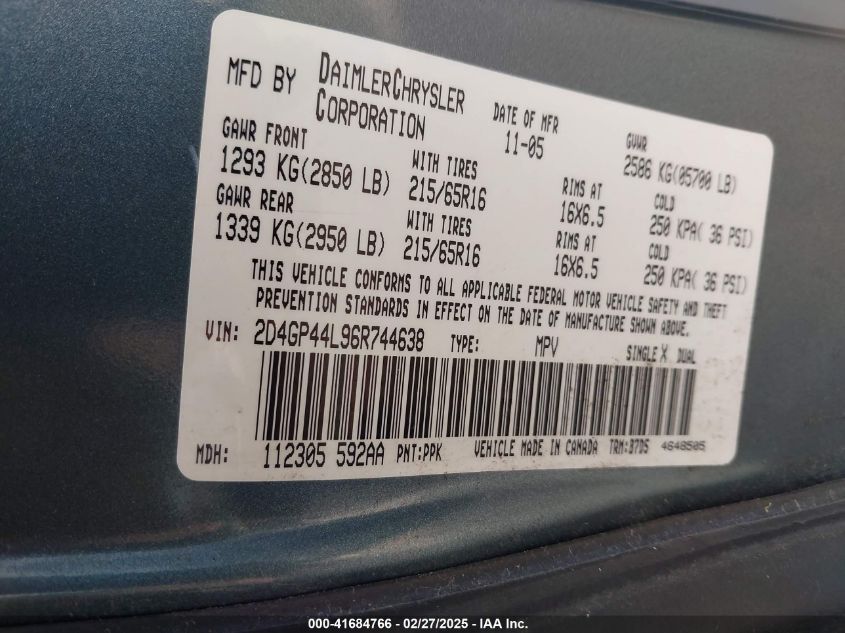 MFD BY DAIMLERCHRYSLER CORPORATION
DATE OF MFR 11-05
GVWR 2586 KG(05700 LB)
GAWR FRONT
1293 KG(2850 LB)
WITH TIRES
215/65R16
RIMS AT
16X6.5
COLD
250 KPA( 36 PSI)
GAWR REAR
1339 KG(2950 LB)
WITH TIRES
215/65R16
RIMS AT
16X6.5
COLD
250 KPA( 36 PSI)
THIS VEHICLE CONFORMS TO ALL APPLICABLE FEDERAL MOTOR VEHICLE SAFETY AND THEFT
PREVENTION STANDARDS IN EFFECT ON THE DATE OF MANUFACTURE SHOWN ABOVE.
VIN: 2D4GP44L96R744638 TYPE: MPV SINGLE X DUAL
MDH: 112305 592AA PNT:PPK VEHICLE MADE IN CANADA TRM:B7D5 4648505
000-41684766 - 02/27/2025 - IAA Inc.